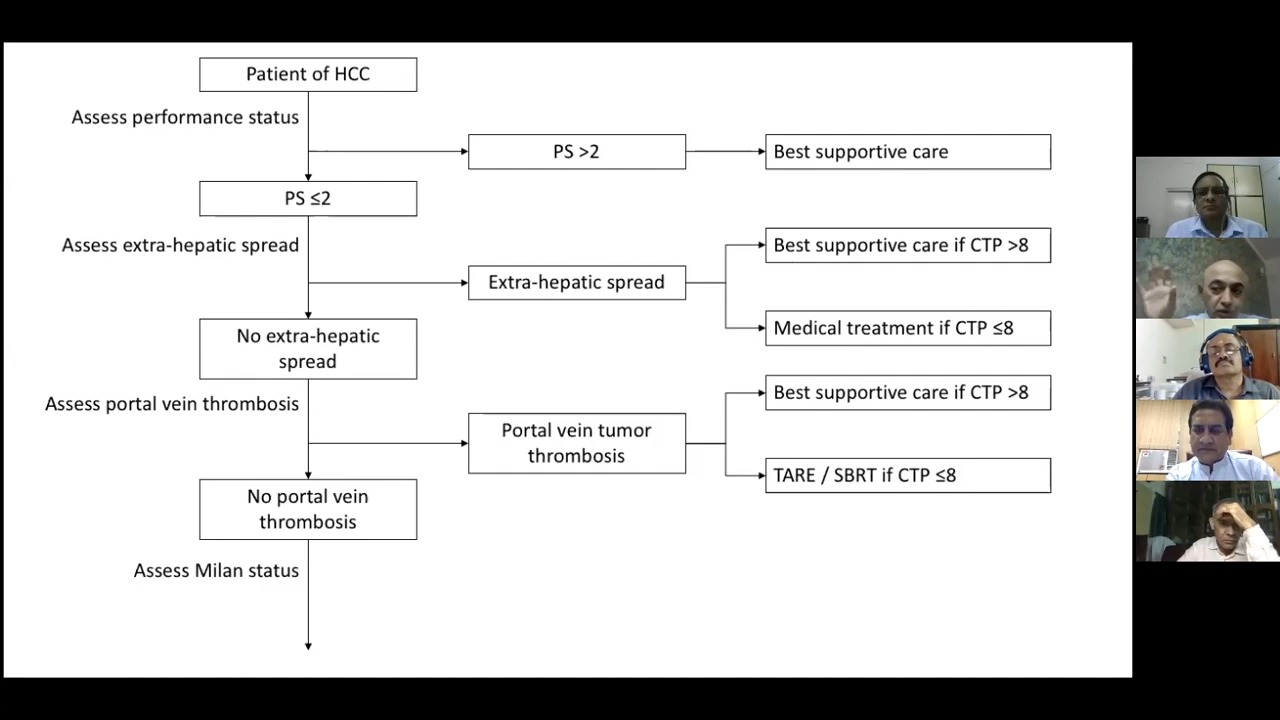 Patient of HCC
Assess performance status
PS >2
Best supportive care
PS ≤2
Assess extra-hepatic spread
Best supportive care if CTP >8
Extra-hepatic spread
Medical treatment if CTP ≤8
No extra-hepatic
spread
Assess portal vein thrombosis
Best supportive care if CTP >8
Portal vein tumor
thrombosis
TARE / SBRT if CTP ≤8
No portal vein
thrombosis
Assess Milan status